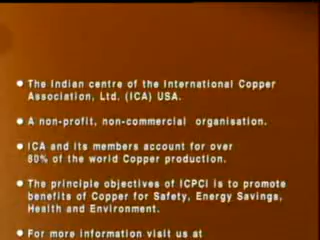 The Indian centre of the International Copper
Association, Ltd. (ICA) USA.
A non-profit, non-commercial organisation.
ICA and its members account for over
80% of the world Copper production.
The principle objectives of ICPCI is to promote
benefits of Copper for Safety, Energy Savings,
Health and Environment.
For more information visit us at